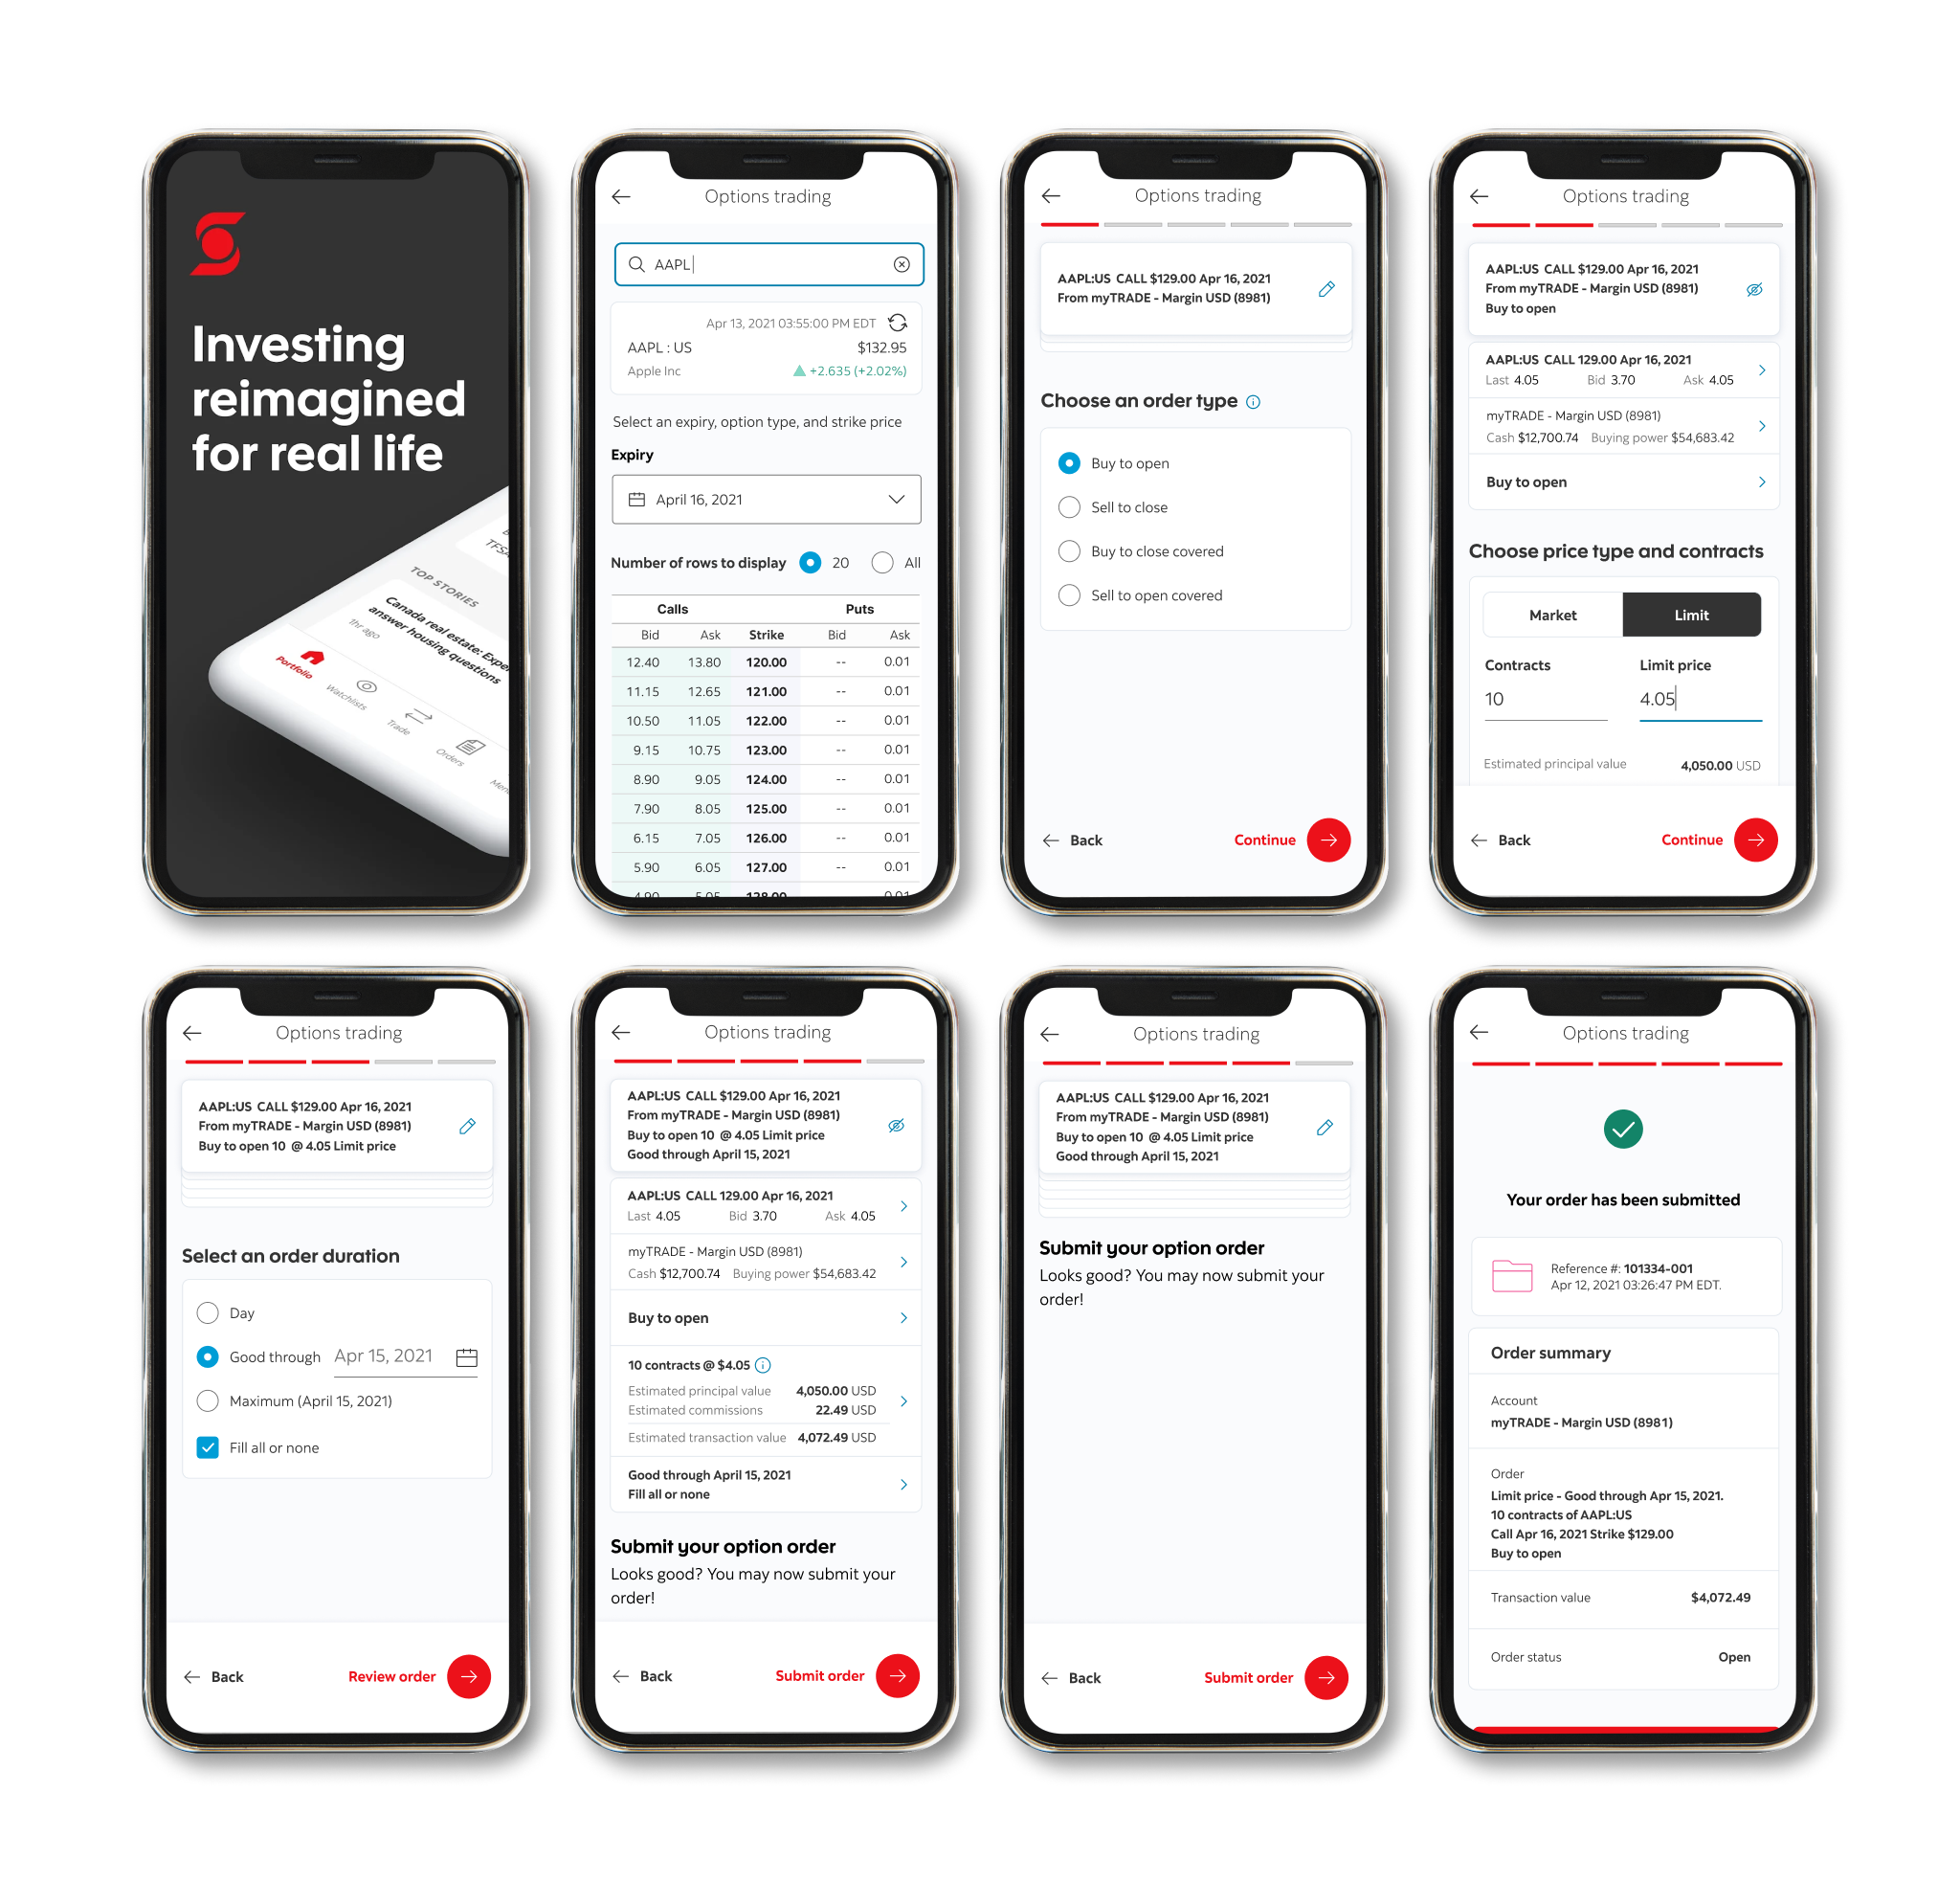 Investing
reimagined
for real life
TOP STORIES
Canada real estate:
answer housing questions
1hr ago
Portfolio
Watchlists
Trade
Orders
Options trading
AAPL
Apr 13, 2021 03:55:00 PM EDT
AAPL : US $132.95
Apple Inc +2.635 (+2.02%)
Select an expiry, option type, and strike price
Expiry
April 16, 2021
Number of rows to display 20 All
Calls Puts
Bid Ask Strike Bid Ask
12.40 13.80 120.00 -- 0.01
11.15 12.65 121.00 -- 0.01
10.50 11.05 122.00 -- 0.01
9.15 10.75 123.00 -- 0.01
8.90 9.05 124.00 -- 0.01
7.90 8.05 125.00 -- 0.01
6.15 7.05 126.00 -- 0.01
5.90 6.05 127.00 -- 0.01
4.90 5.05 128.00 0.01
Options trading
AAPL:US CALL $129.00 Apr 16, 2021
From myTRADE - Margin USD (8981)
Choose an order type
Buy to open
Sell to close
Buy to close covered
Sell to open covered
Back Continue
Options trading
AAPL:US CALL $129.00 Apr 16, 2021
From myTRADE - Margin USD (8981)
Buy to open
AAPL:US CALL 129.00 Apr 16, 2021
Last 4.05 Bid 3.70 Ask 4.05
myTRADE - Margin USD (8981)
Cash $12,700.74 Buying power $54,683.42
Buy to open
Choose price type and contracts
Market Limit
Contracts Limit price
10 4.05
Estimated principal value 4,050.00 USD
Back Continue
Options trading
AAPL:US CALL $129.00 Apr 16, 2021
From myTRADE - Margin USD (8981)
Buy to open 10 @ 4.05 Limit price
Select an order duration
Day
Good through Apr 15, 2021
Maximum (April 15, 2021)
Fill all or none
Back Review order
Options trading
AAPL:US CALL $129.00 Apr 16, 2021
From myTRADE - Margin USD (8981)
Buy to open 10 @ 4.05 Limit price
Good through April 15, 2021
AAPL:US CALL 129.00 Apr 16, 2021
Last 4.05 Bid 3.70 Ask 4.05
myTRADE - Margin USD (8981)
Cash $12,700.74 Buying power $54,683.42
Buy to open
10 contracts @ $4.05
Estimated principal value 4,050.00 USD
Estimated commissions 22.49 USD
Estimated transaction value 4,072.49 USD
Good through April 15, 2021
Fill all or none
Submit your option order
Looks good? You may now submit your
order!
Back Submit order
Options trading
AAPL:US CALL $129.00 Apr 16, 2021
From myTRADE - Margin USD (8981)
Buy to open 10 @ 4.05 Limit price
Good through April 15, 2021
Submit your option order
Looks good? You may now submit your
order!
Back Submit order
Options trading
Your order has been submitted
Reference #: 101334-001
Apr 12, 2021 03:26:47 PM EDT.
Order summary
Account
myTRADE - Margin USD (8981)
Order
Limit price - Good through Apr 15, 2021.
10 contracts of AAPL:US
Call Apr 16, 2021 Strike $129.00
Buy to open
Transaction value $4,072.49
Order status Open